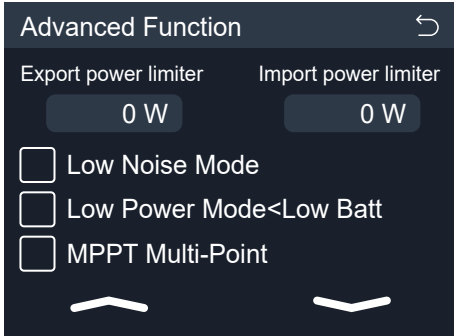 Advanced Function
Export power limiter Import power limiter
0 W 0 W
Low Noise Mode
Low Power Mode<Low Batt
MPPT Multi-Point